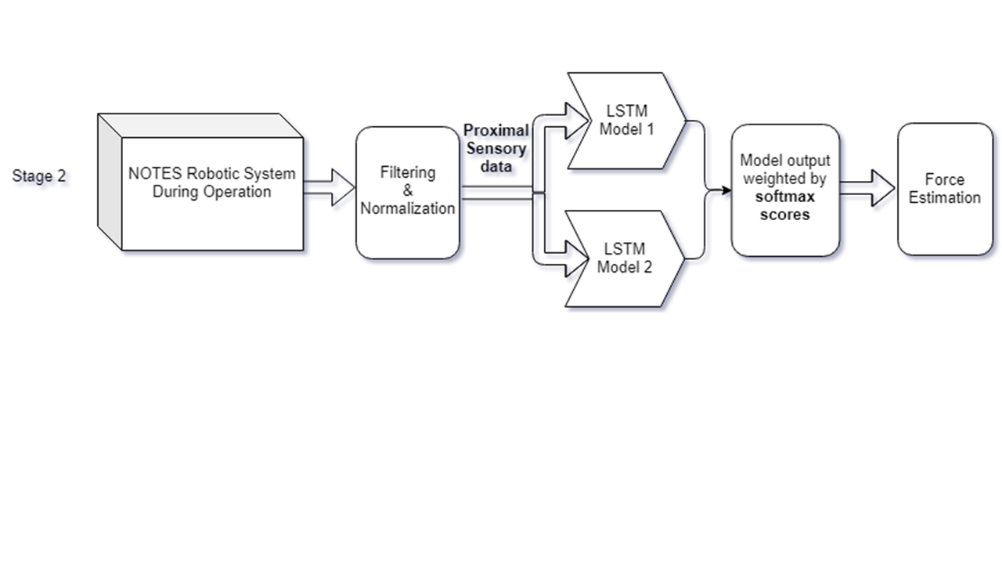 Stage 2
NOTES Robotic System
During Operation
Filtering
&
Normalization
Proximal
Sensory
data
LSTM
Model 1
LSTM
Model 2
Model output
weighted by
softmax
scores
Force
Estimation